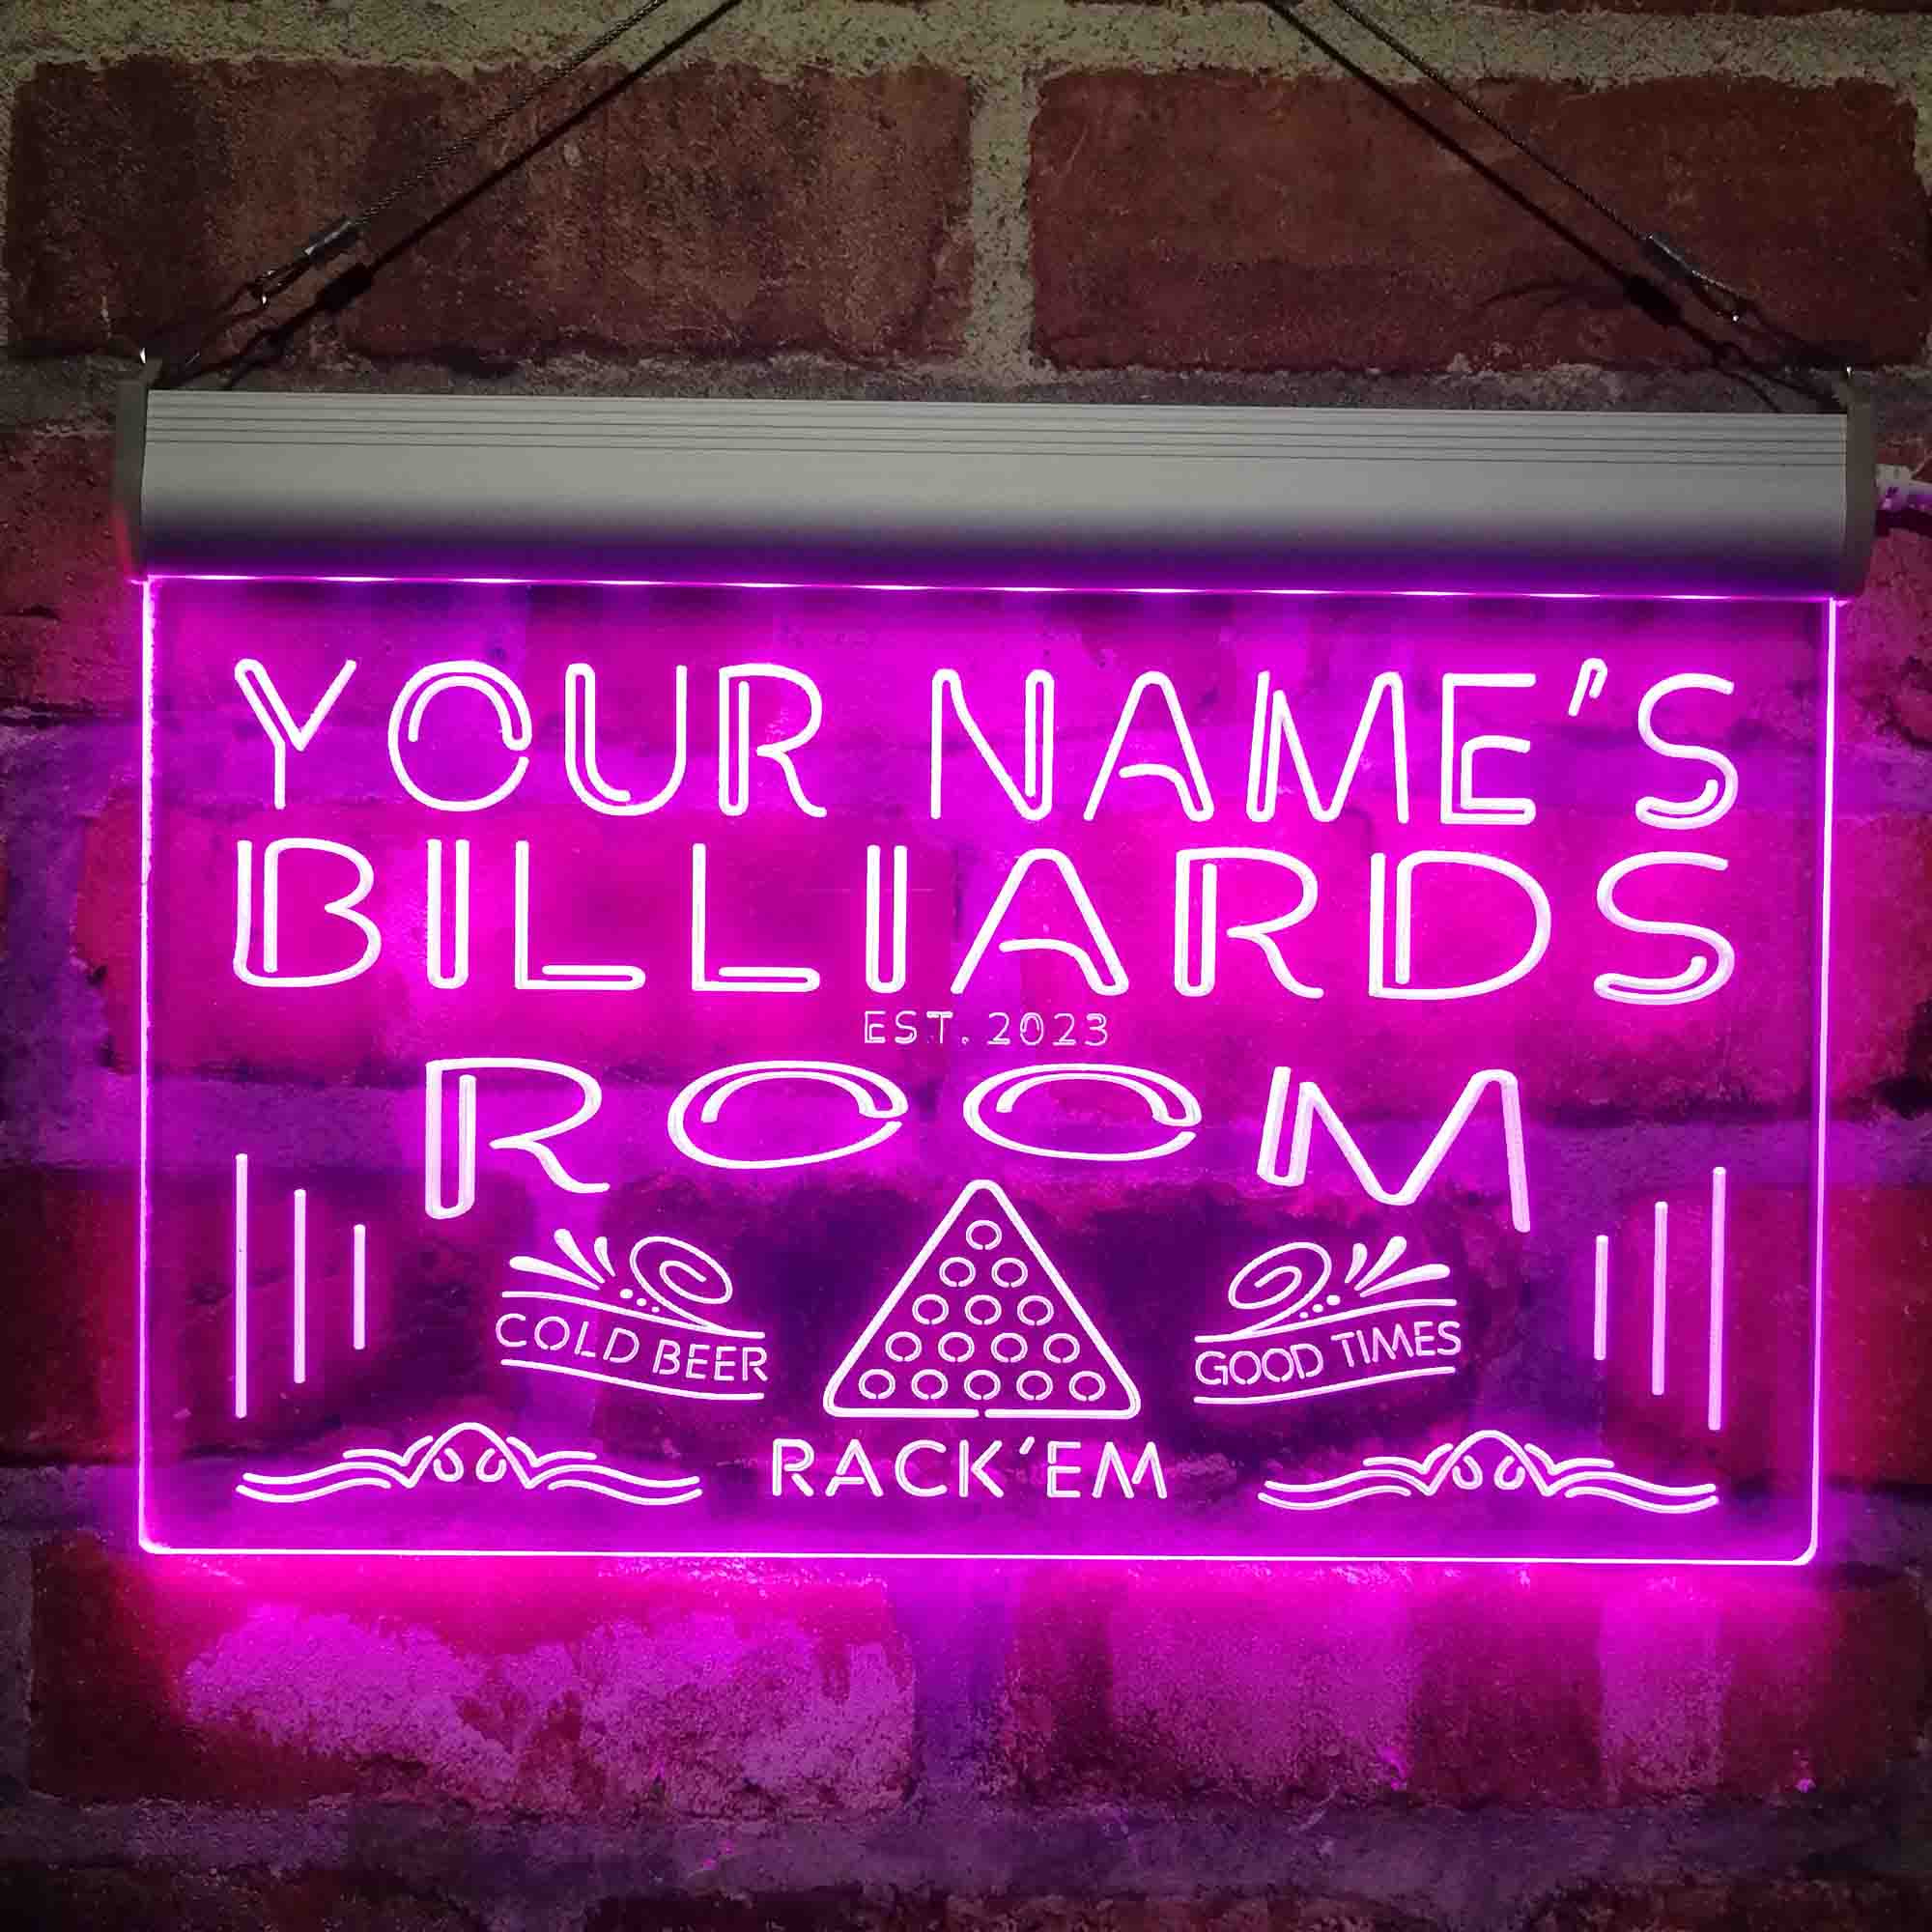 YOUR NAME'S
BILLIARDS
EST. 2023
ROOM
COLD BEER
GOOD TIMES
RACK'EM